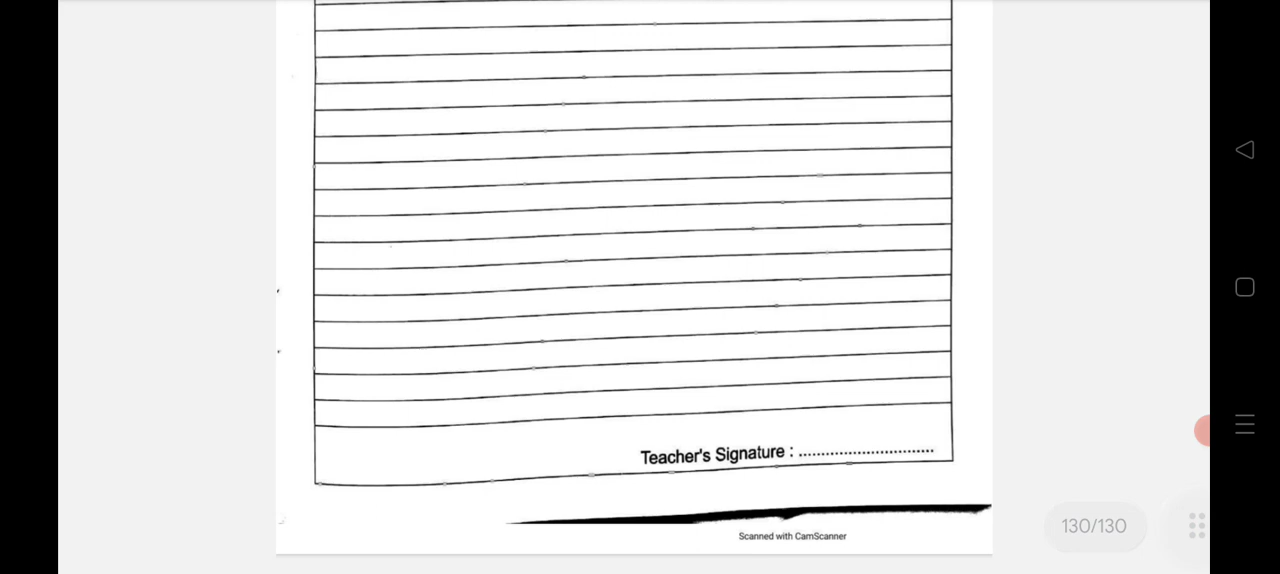 Teacher's Signature : ..............................
Scanned with CamScanner
130/130